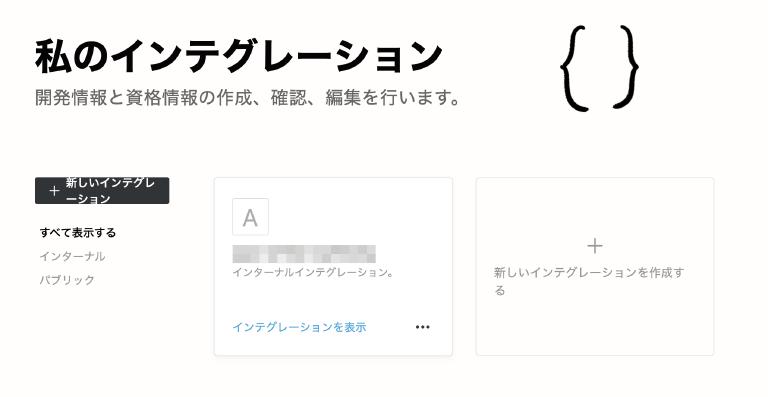 私のインテグレーション
{ }
開発情報と資格情報の作成、確認、編集を行います。
＋ 新しいインテグレ
ーション
すべて表示する
インターナル
パブリック
A
インターナルインテグレーション。
インテグレーションを表示
•••
＋
新しいインテグレーションを作成す
る